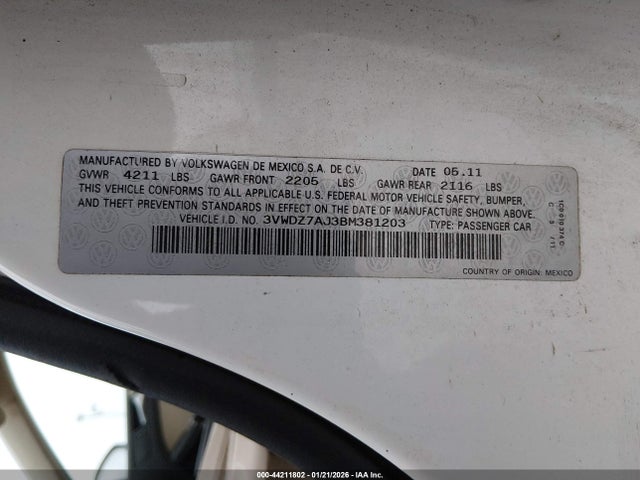 MANUFACTURED BY VOLKSWAGEN DE MEXICO S.A. DE C.V. DATE 05.11
GVWR 4211 LBS GAWR FRONT 2205 LBS GAWR REAR 2116 LBS
THIS VEHICLE CONFORMS TO ALL APPLICABLE U.S. FEDERAL MOTOR VEHICLE SAFETY, BUMPER,
AND THEFT PREVENTION STANDARDS IN EFFECT ON THE DATE OF MANUFACTURE SHOWN ABOVE.
VEHICLE I.D. NO. 3VWDZ7AJ3BM381203 TYPE: PASSENGER CAR
COUNTRY OF ORIGIN: MEXICO
000-44211802 | 01/21/2026 | IAA, Inc.